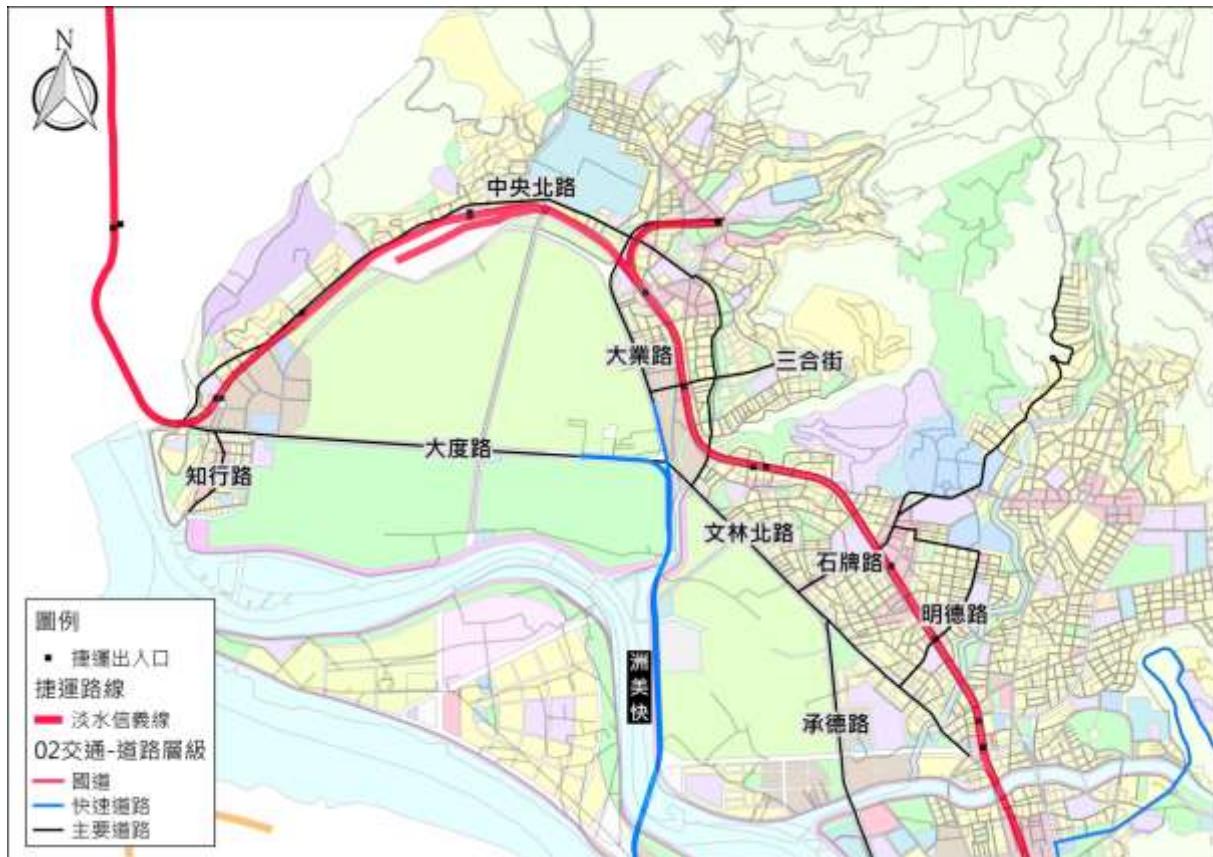 N
中央北路
大業路
三合街
大度路
知行路
文林北路
石牌路
明德路
洲美快
承德路
圖例
捷運出入口
捷運路線
淡水信義線
02交通-道路層級
國道
快速道路
主要道路